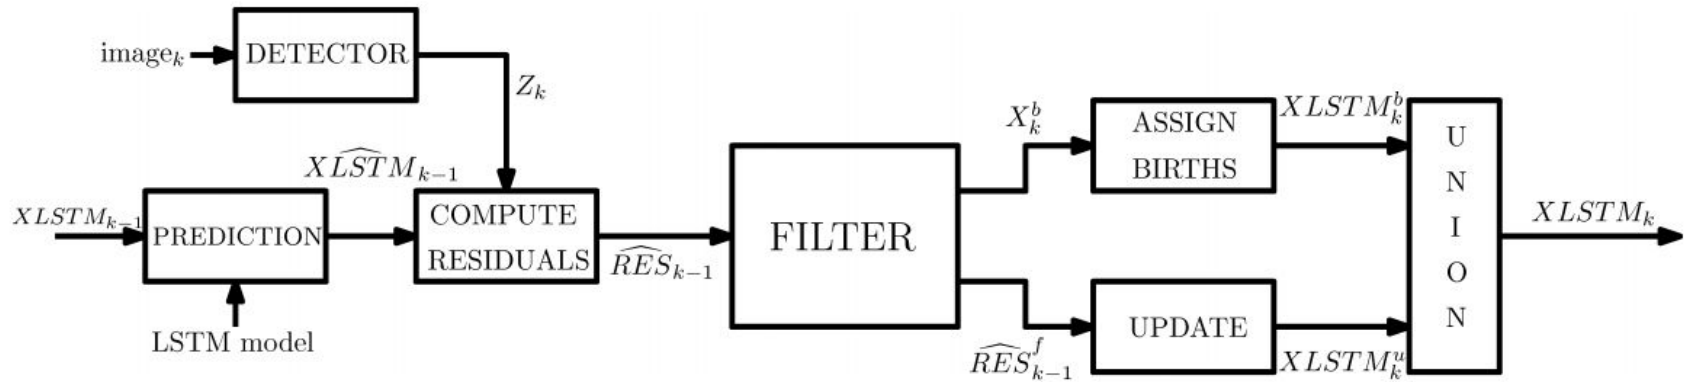 image_k
DETECTOR
Z_k
XLSTM_{k-1}
PREDICTION
LSTM model
\widehat{XLSTM}_{k-1}
COMPUTE
RESIDUALS
\widehat{RES}_{k-1}
FILTER
X_k^b
ASSIGN
BIRTHS
XLSTM_k^b
\widehat{RES}_{k-1}^f
UPDATE
XLSTM_k^u
U
N
I
O
N
XLSTM_k